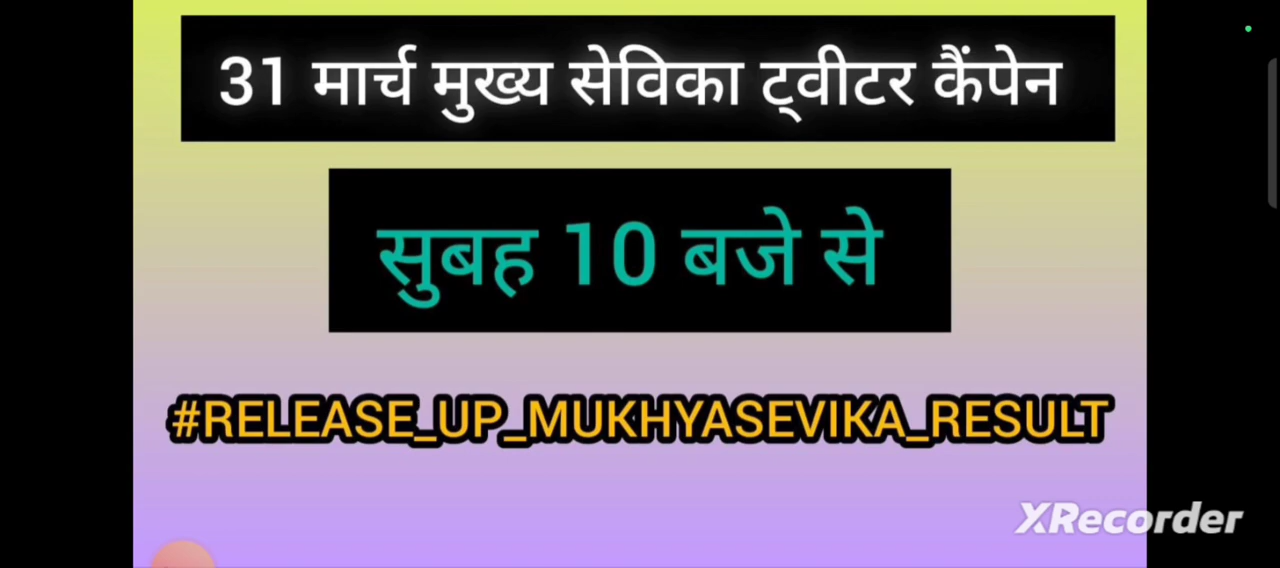 31 मार्च मुख्य सेविका ट्वीटर कैंपेन
सुबह 10 बजे से
#RELEASE_UP_MUKHYASEVIKA_RESULT
XRecorder